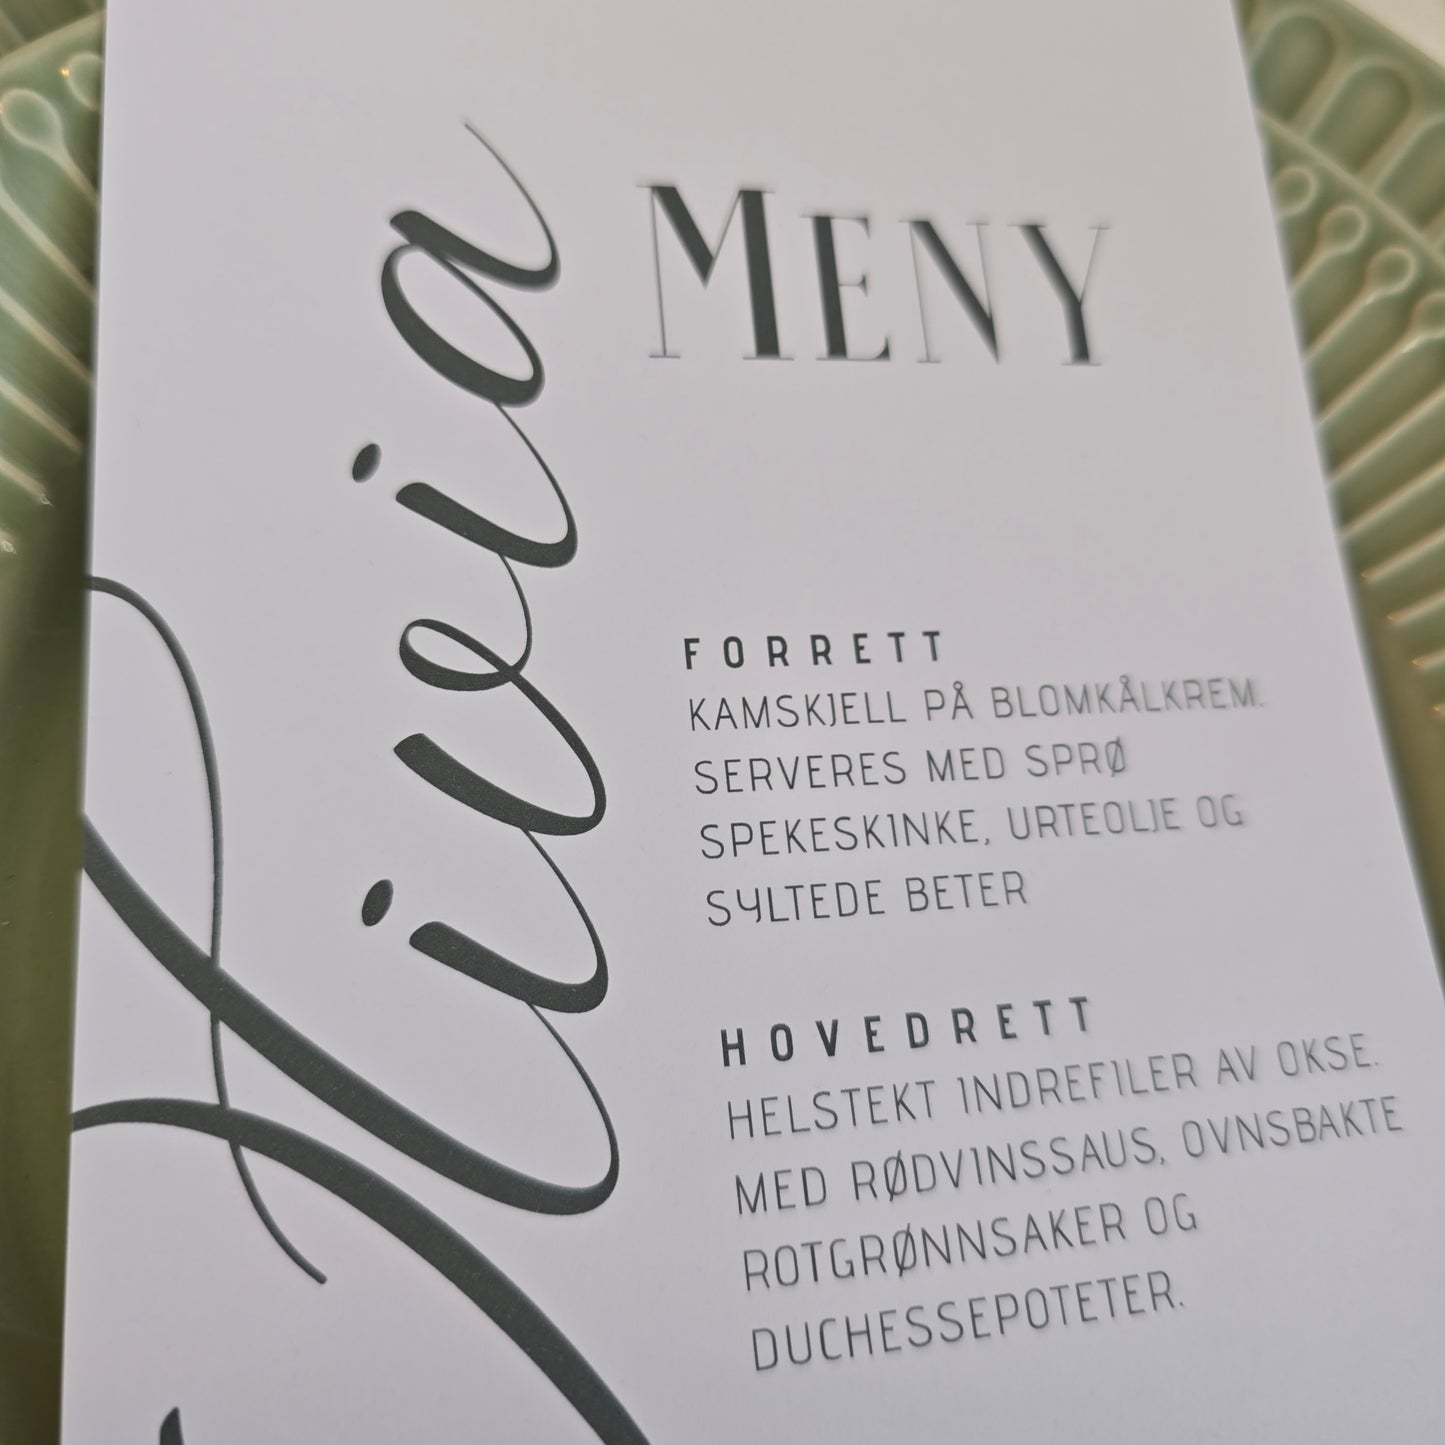 MENY
FORRETT
KAMSKJELL PÅ BLOMKÅLKREM.
SERVERES MED SPRØ
SPEKESKINKE, URTEOLJE OG
SYLTEDE BETER
HOVEDRETT
HELSTEKT INDREFILER AV OKSE.
MED RØDVINSSAUS, OVNSBAKTE
ROTGRØNNSAKER OG
DUCHESSEPOTETER.